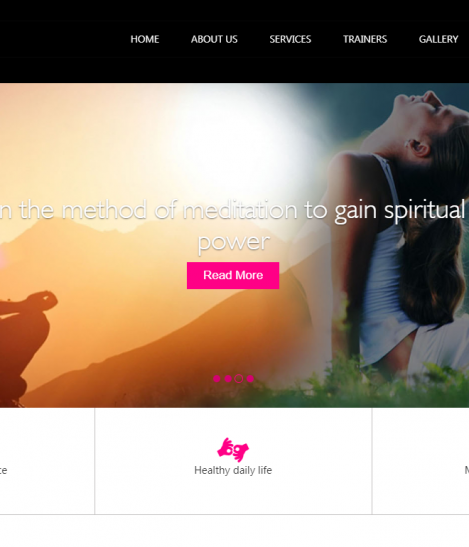 HOME ABOUT US SERVICES TRAINERS GALLERY
the method of meditation to gain spiritual
power
Read More
Healthy daily life